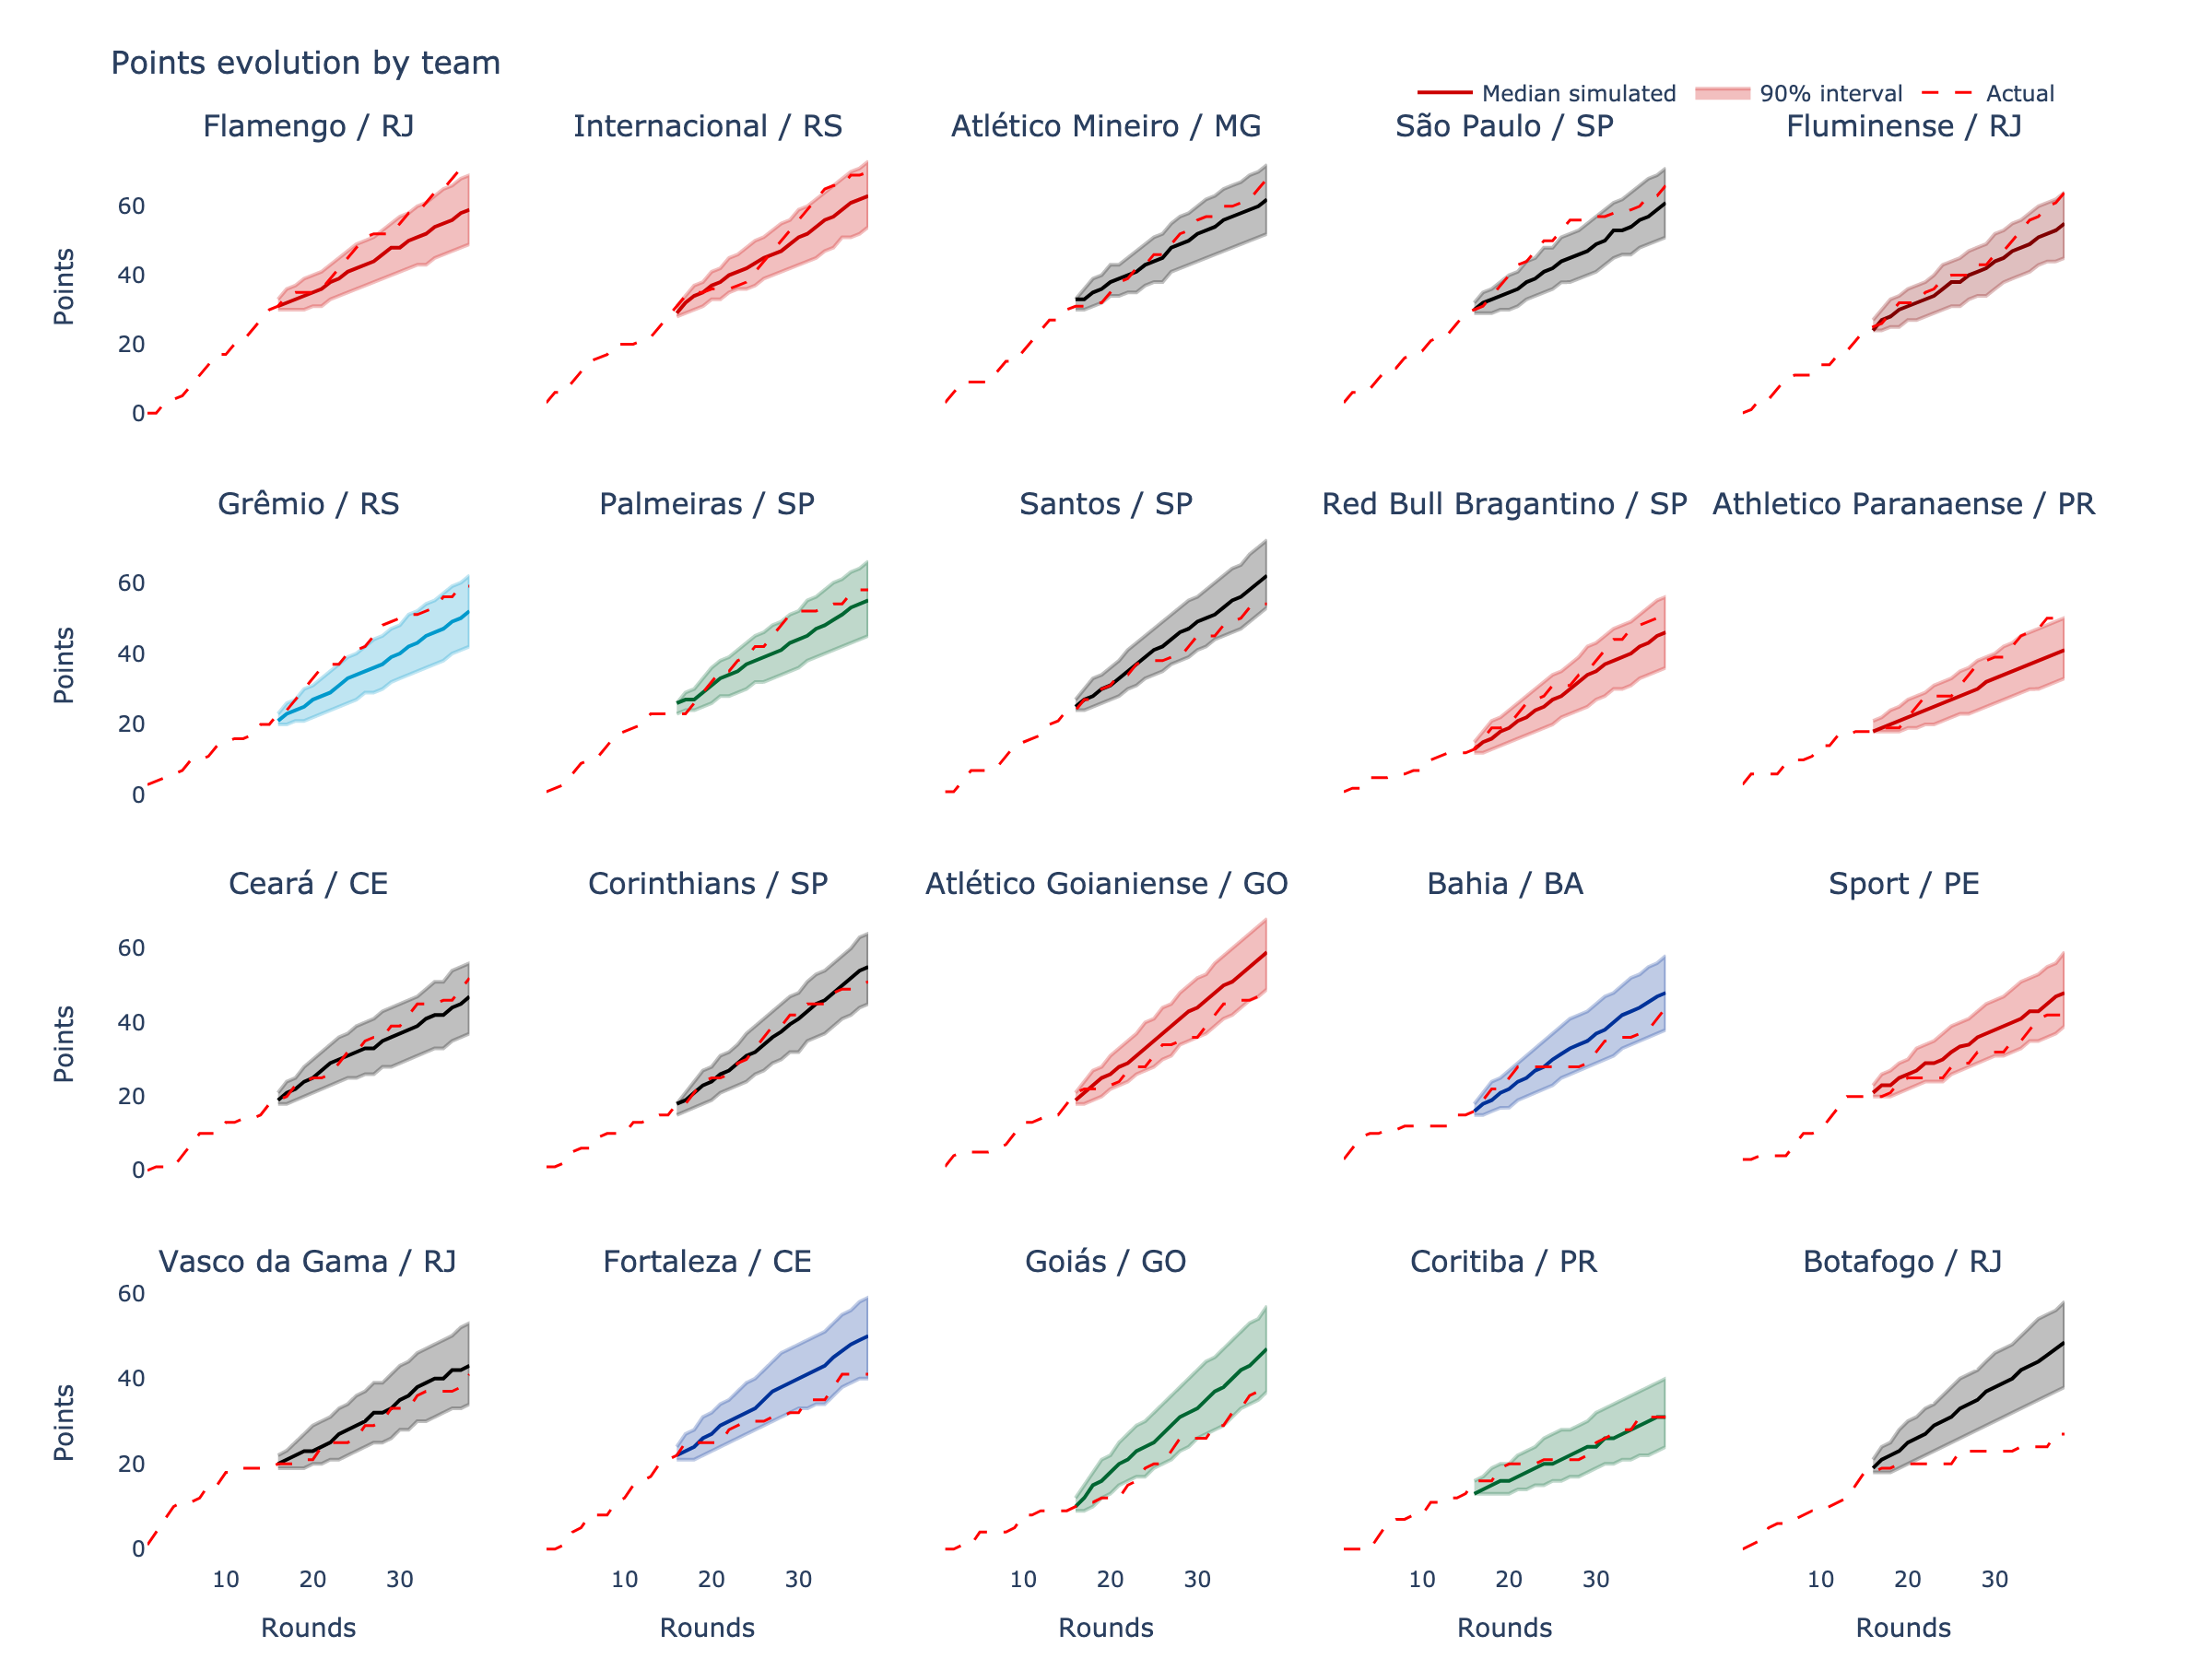 Points evolution by team
Median simulated 90% interval Actual
Flamengo / RJ Internacional / RS Atlético Mineiro / MG São Paulo / SP Fluminense / RJ
60
40
20
0
Points
Grêmio / RS Palmeiras / SP Santos / SP Red Bull Bragantino / SP Athletico Paranaense / PR
60
40
20
0
Points
Ceará / CE Corinthians / SP Atlético Goianiense / GO Bahia / BA Sport / PE
60
40
20
0
Points
Vasco da Gama / RJ Fortaleza / CE Goiás / GO Coritiba / PR Botafogo / RJ
60
40
20
0
Points
10 20 30 10 20 30 10 20 30 10 20 30 10 20 30
Rounds Rounds Rounds Rounds Rounds